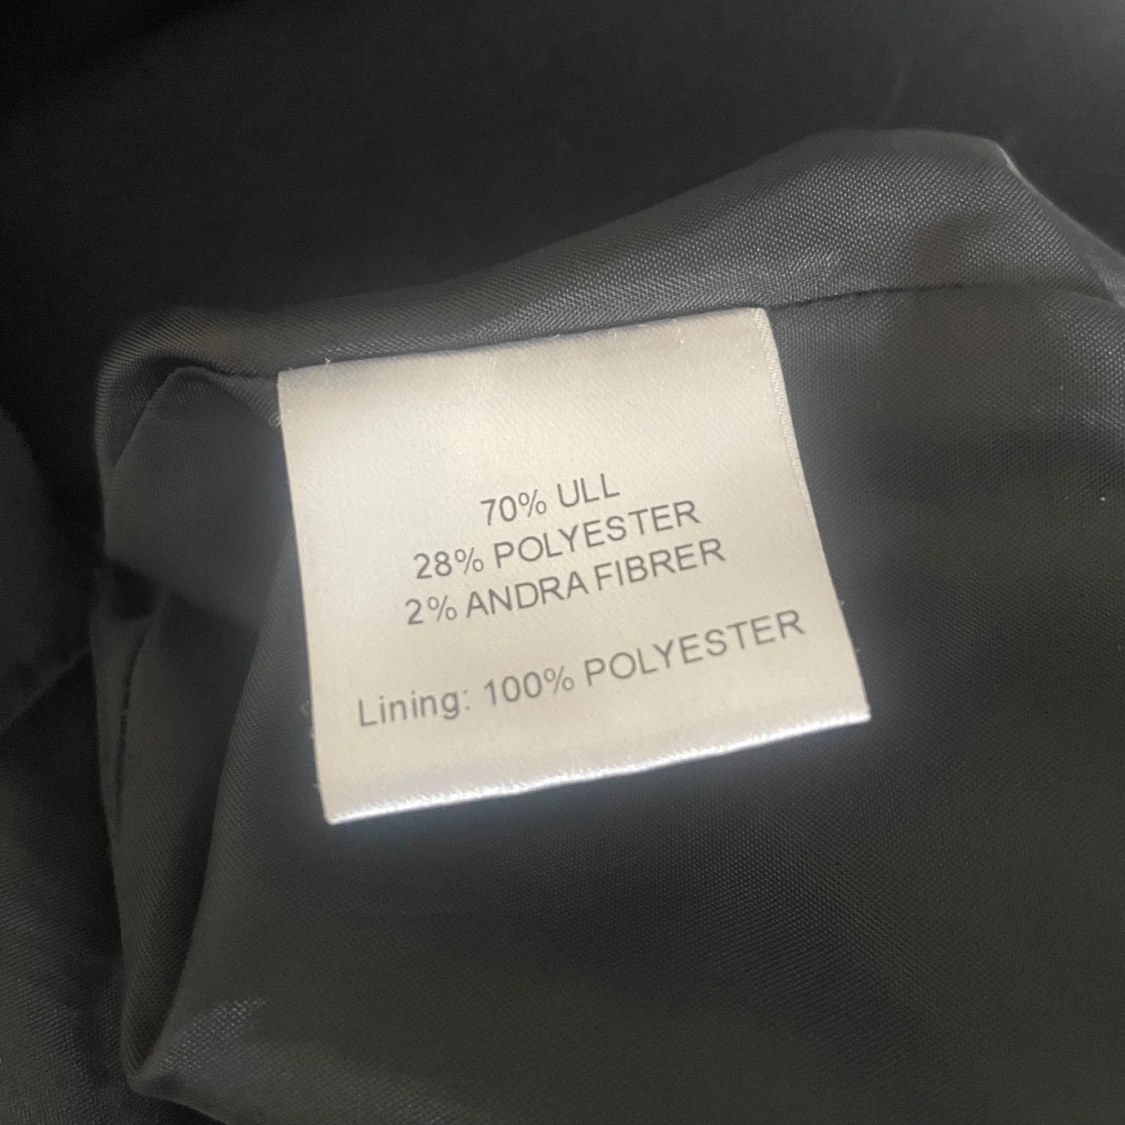 70% ULL
28% POLYESTER
2% ANDRA FIBRER
Lining: 100% POLYESTER